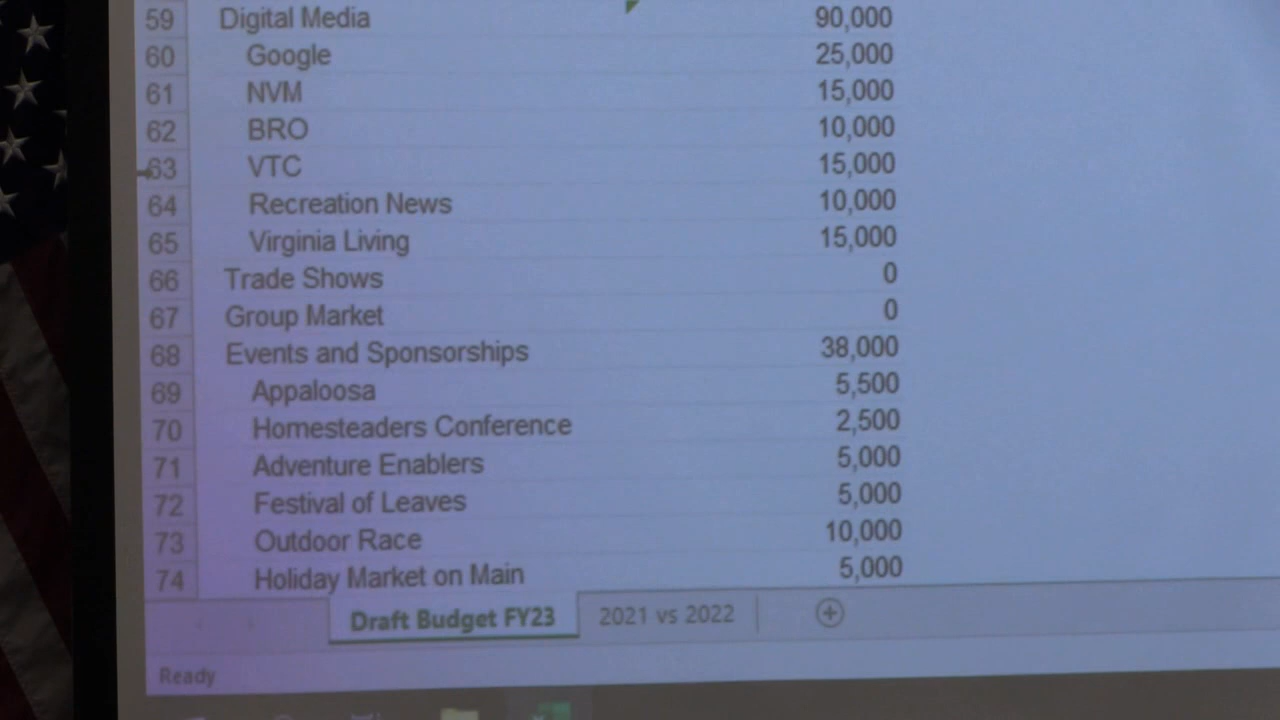 59 Digital Media 90,000
60 Google 25,000
61 NVM 15,000
62 BRO 10,000
63 VTC 15,000
64 Recreation News 10,000
65 Virginia Living 15,000
66 Trade Shows 0
67 Group Market 0
68 Events and Sponsorships 38,000
69 Appaloosa 5,500
70 Homesteaders Conference 2,500
71 Adventure Enablers 5,000
72 Festival of Leaves 5,000
73 Outdoor Race 10,000
74 Holiday Market on Main 5,000
Draft Budget FY23 2021 vs 2022
Ready